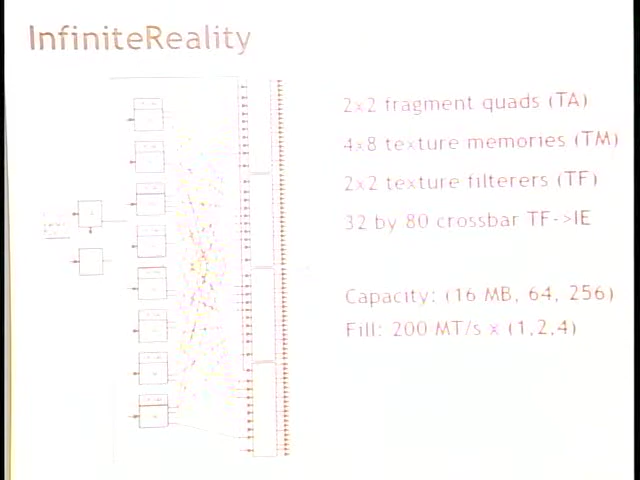 InfiniteReality
2x2 fragment quads (TA)
4x8 texture memories (TM)
2x2 texture filterers (TF)
32 by 80 crossbar TF->IE
Capacity: (16 MB, 64, 256)
Fill: 200 MT/s x (1,2,4)